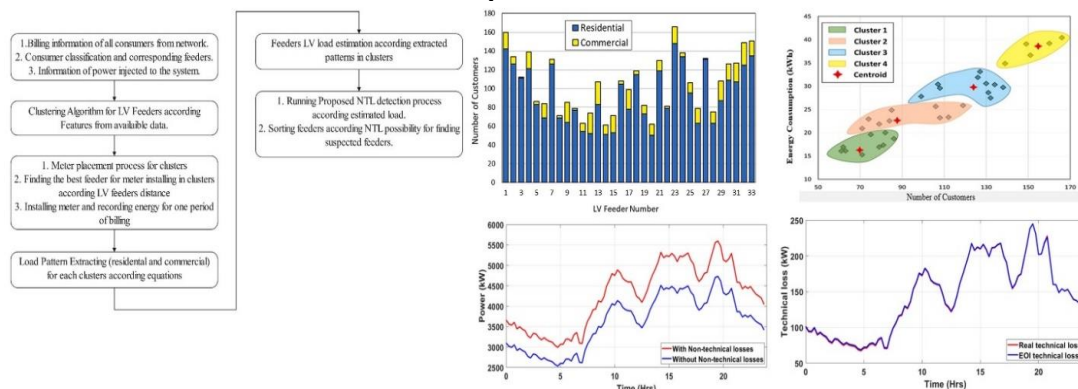 1.Billing information of all consumers from network.
2. Consumer classification and corresponding feeders.
3. Information of power injected to the system.
Clustering Algorithm for LV Feeders according
Features from availaible data.
1. Meter placement process for clusters
2. Finding the best feeder for meter installing in clusters
according LV feeders distance
3. Installing meter and recording energy for one period
of billing
Load Pattern Extracting (residental and commercial)
for each clusters according equations
Feeders LV load estimation according extracted
patterns in clusters
1. Running Proposed NTL detection process
according estimated load.
2. Sorting feeders according NTL possibility for finding
suspected feeders.
Number of Customers
180
160
140
120
100
80
60
40
20
0
Residential
Commercial
1 3 5 7 9 11 13 15 17 19 21 23 25 27 29 31 33
LV Feeder Number
Energy Consumption (kWh)
45
40
35
30
25
20
15
10
Cluster 1
Cluster 2
Cluster 3
Cluster 4
Centroid
50 70 90 110 130 150 170
Number of Customers
Power (kW)
6000
5500
5000
4500
4000
3500
3000
2500
With Non-technical losses
Without Non-technical losses
0 5 10 15 20
Time (Hrs)
Technical loss (kW)
250
200
150
100
50
Real technical loss
EOI technical loss
0 5 10 15 20
Time (Hrs)